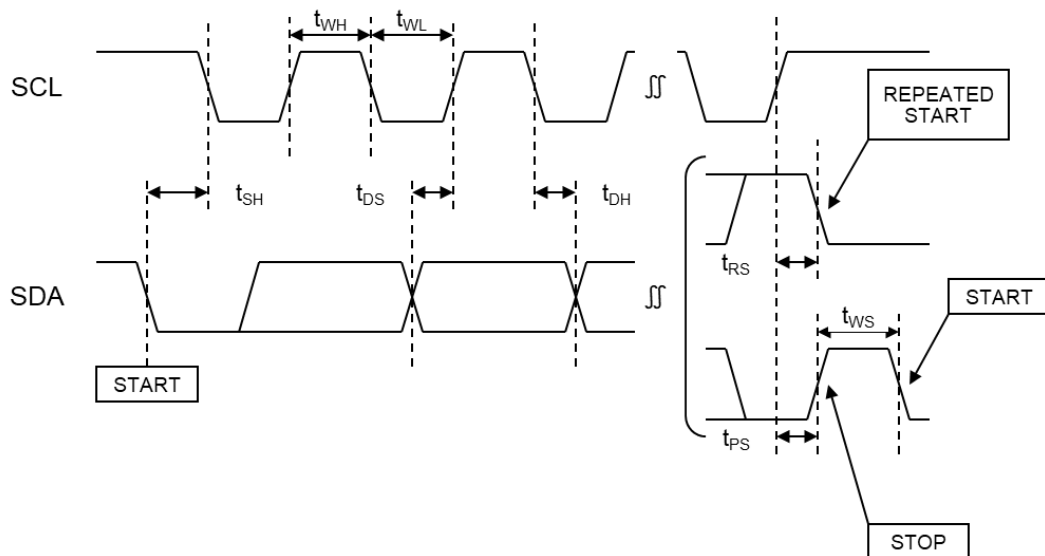 tWH
tWL
SCL
∬
REPEATED
START
tSH
tDS
tDH
tRS
SDA
∬
START
tWS
START
tPS
STOP